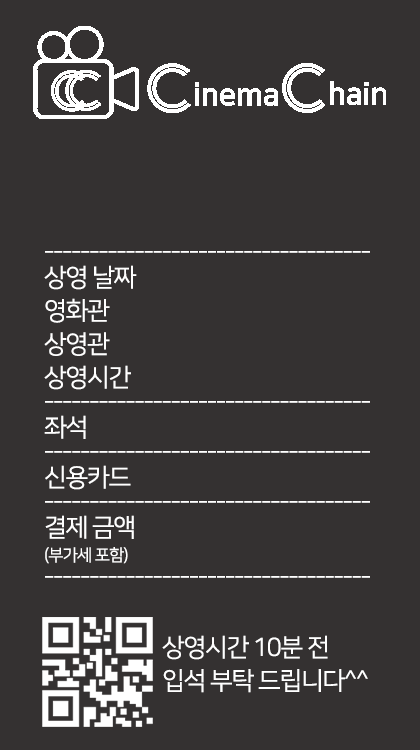 CC CinemaChain
상영 날짜
영화관
상영관
상영시간
좌석
신용카드
결제 금액
(부가세 포함)
상영시간 10분 전
입석 부탁 드립니다^^